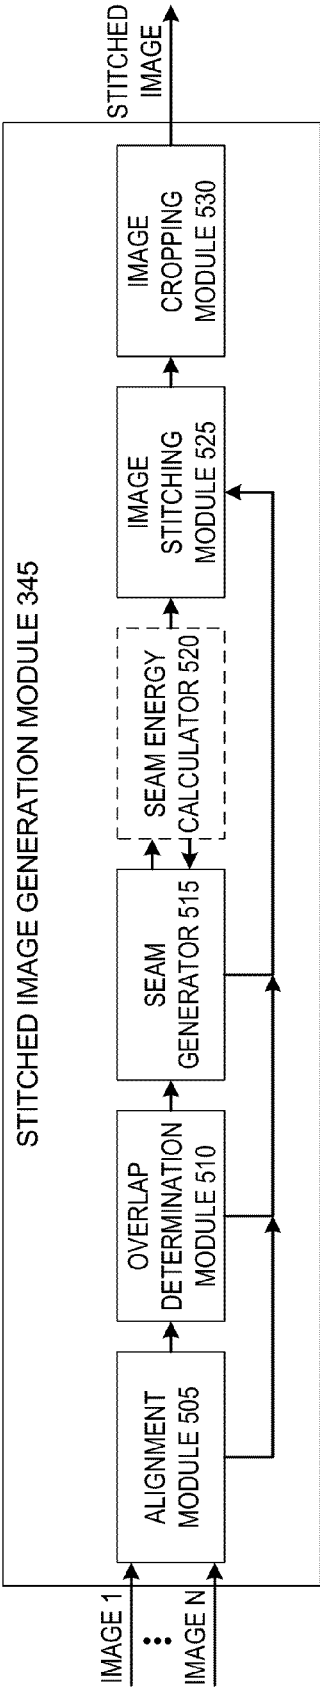 STITCHED IMAGE GENERATION MODULE 345
IMAGE 1
IMAGE N
ALIGNMENT
MODULE 505
OVERLAP
DETERMINATION
MODULE 510
SEAM
GENERATOR 515
SEAM ENERGY
CALCULATOR 520
IMAGE
STITCHING
MODULE 525
IMAGE
CROPPING
MODULE 530
STITCHED
IMAGE